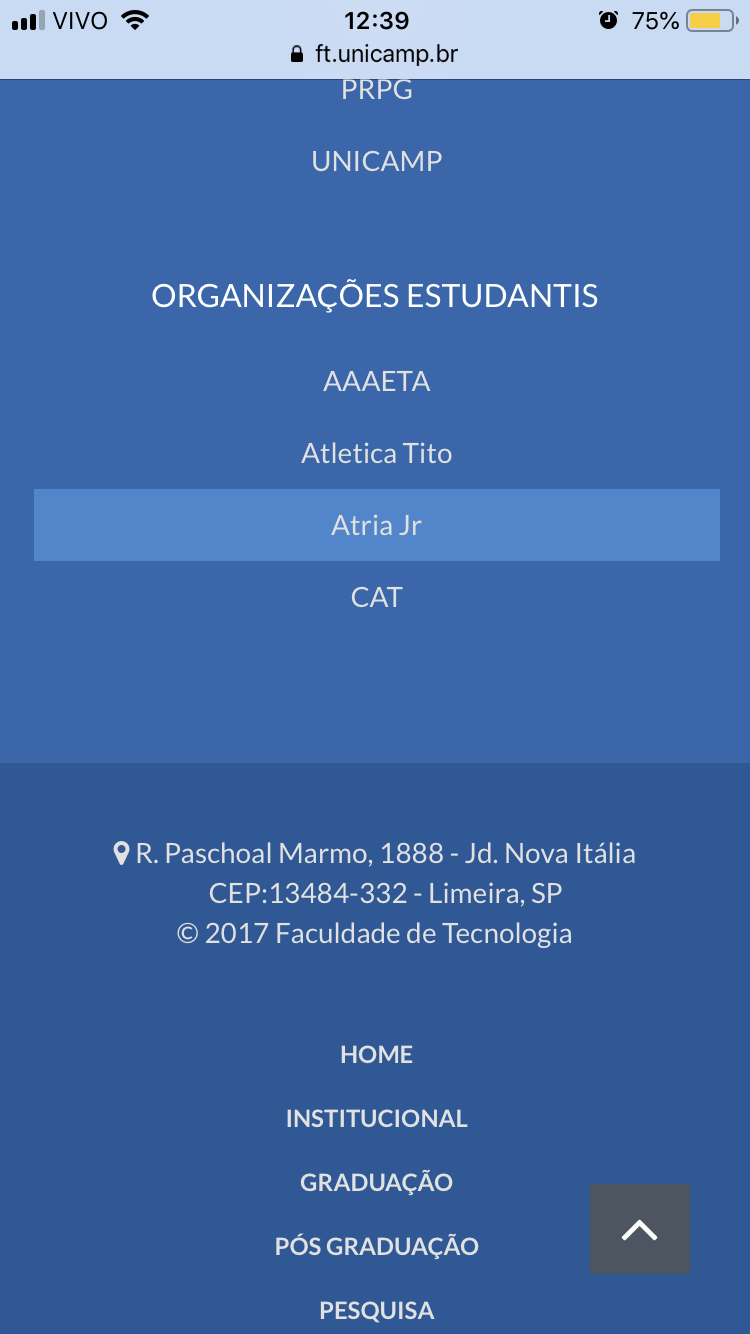 VIVO 12:39 75%
ft.unicamp.br
PRPG
UNICAMP
ORGANIZAÇÕES ESTUDANTIS
AAAETA
Atletica Tito
Atria Jr
CAT
R. Paschoal Marmo, 1888 - Jd. Nova Itália
CEP:13484-332 - Limeira, SP
© 2017 Faculdade de Tecnologia
HOME
INSTITUCIONAL
GRADUAÇÃO
PÓS GRADUAÇÃO
PESQUISA